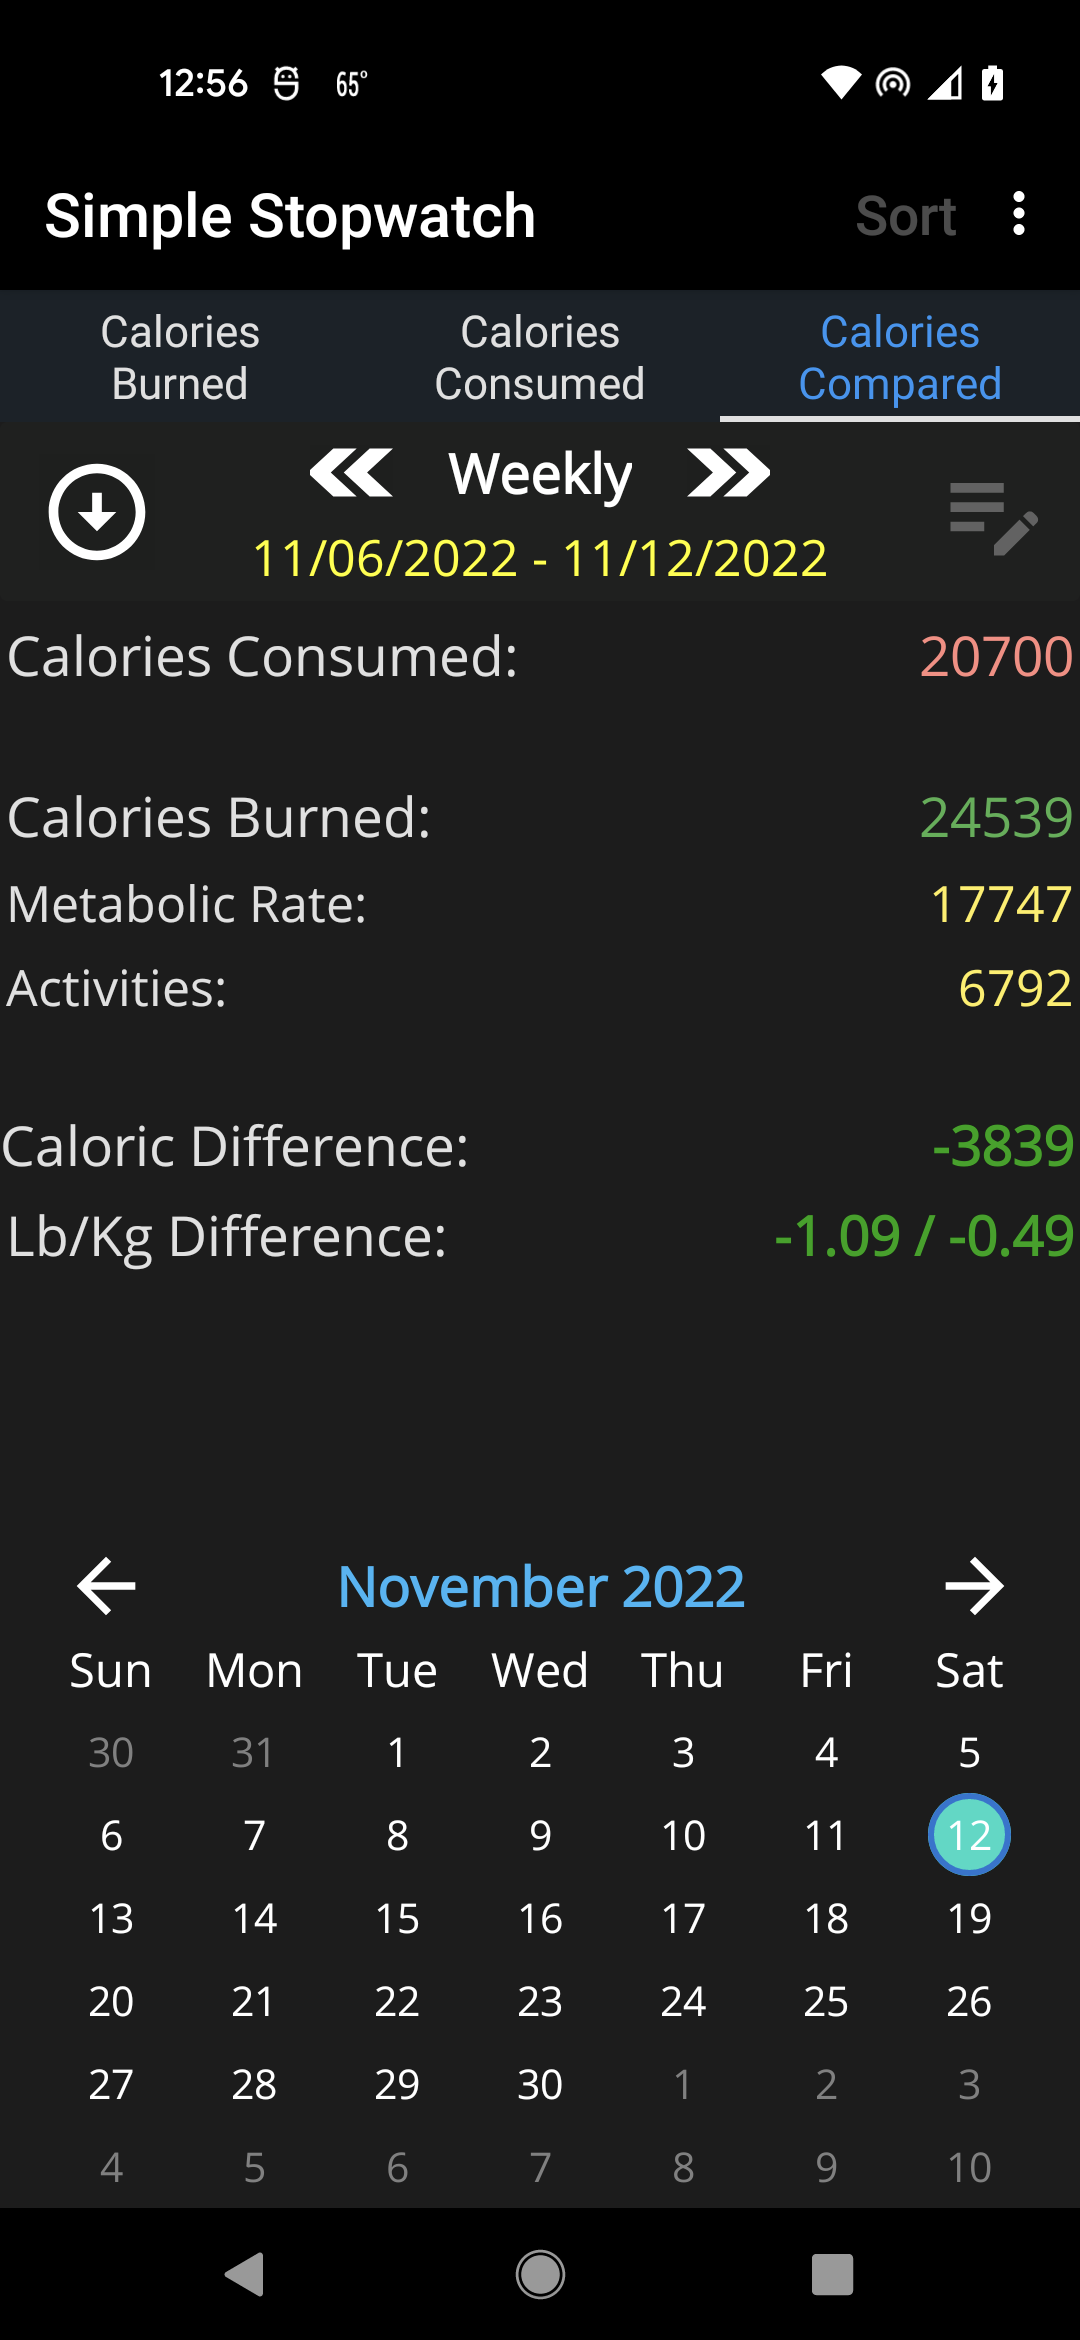 12:56 65°
Simple Stopwatch Sort
Calories Burned
Calories Consumed
Calories Compared
Weekly
11/06/2022 - 11/12/2022
Calories Consumed: 20700
Calories Burned: 24539
Metabolic Rate: 17747
Activities: 6792
Caloric Difference: -3839
Lb/Kg Difference: -1.09 / -0.49
November 2022
Sun Mon Tue Wed Thu Fri Sat
30 31 1 2 3 4 5
6 7 8 9 10 11 12
13 14 15 16 17 18 19
20 21 22 23 24 25 26
27 28 29 30 1 2 3
4 5 6 7 8 9 10